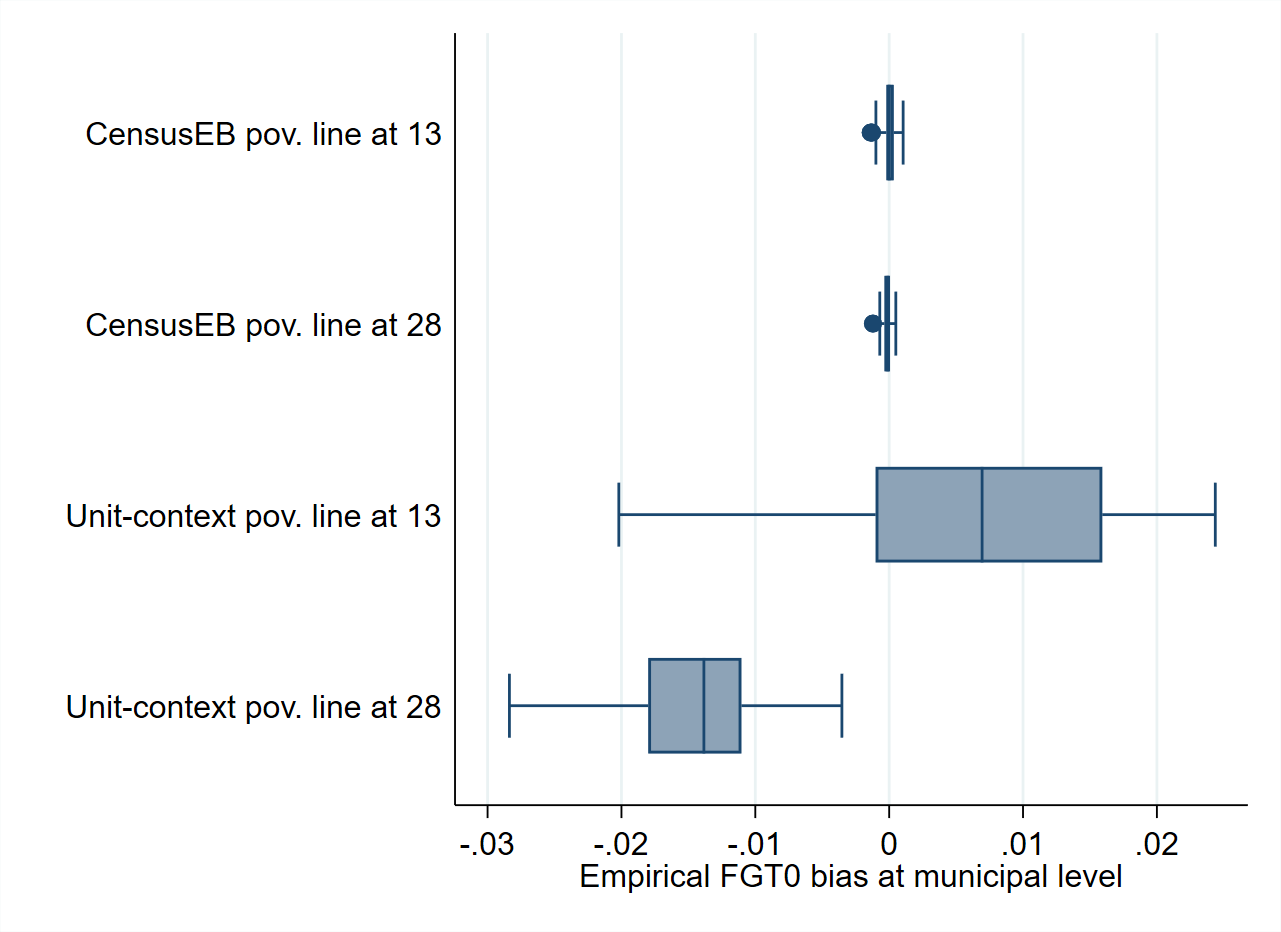 CensusEB pov. line at 13
CensusEB pov. line at 28
Unit-context pov. line at 13
Unit-context pov. line at 28
-.03 -.02 -.01 0 .01 .02
Empirical FGT0 bias at municipal level